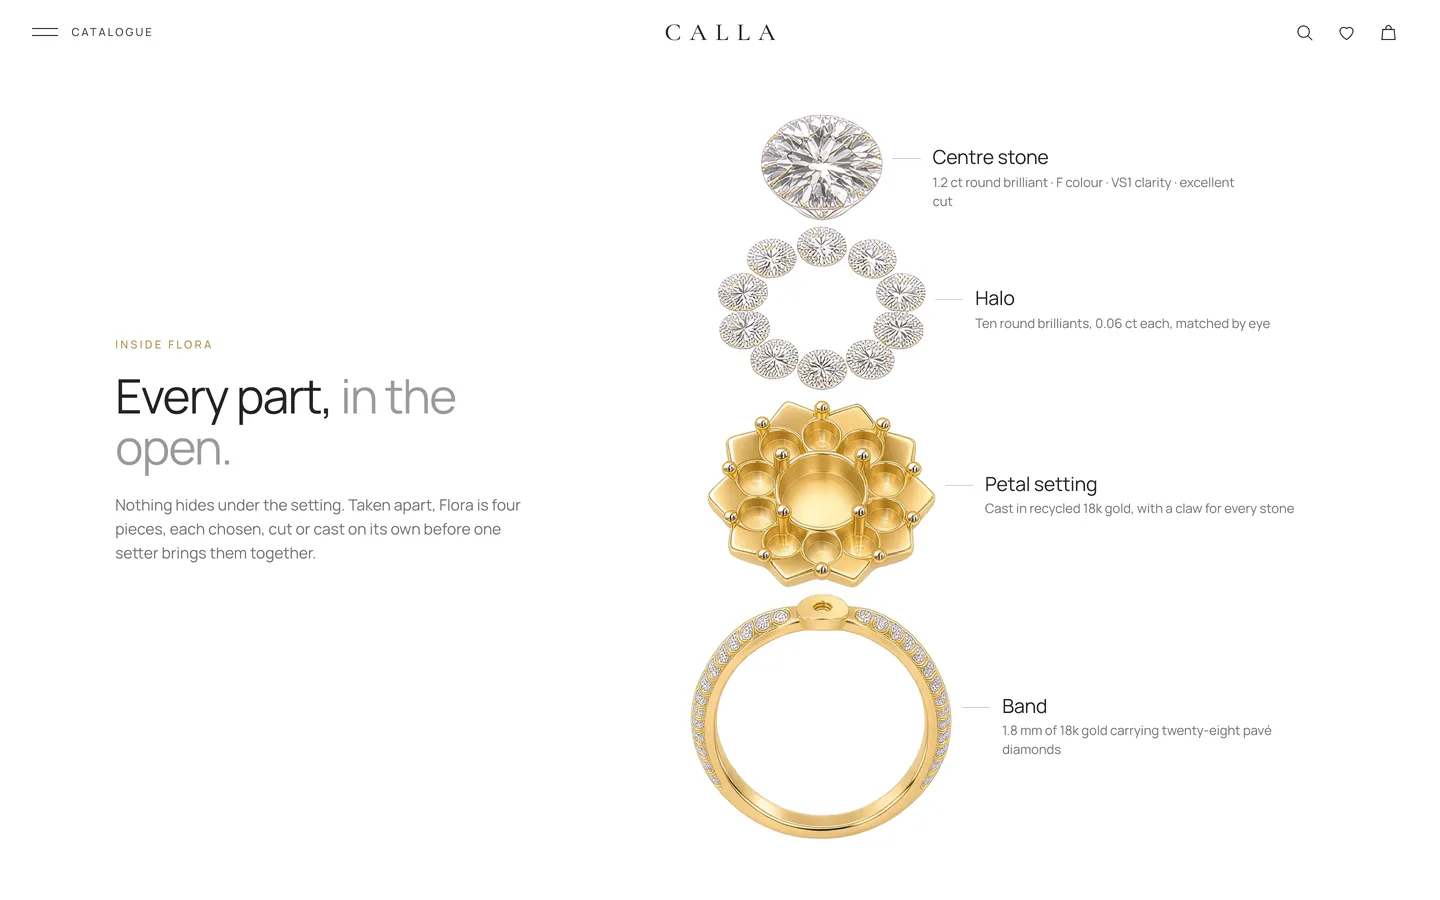 CATALOGUE
CALLA
Centre stone
1.2 ct round brilliant · F colour · VS1 clarity · excellent
cut
Halo
Ten round brilliants, 0.06 ct each, matched by eye
INSIDE FLORA
Every part, in the
open.
Nothing hides under the setting. Taken apart, Flora is four
pieces, each chosen, cut or cast on its own before one
setter brings them together.
Petal setting
Cast in recycled 18k gold, with a claw for every stone
Band
1.8 mm of 18k gold carrying twenty-eight pavé
diamonds